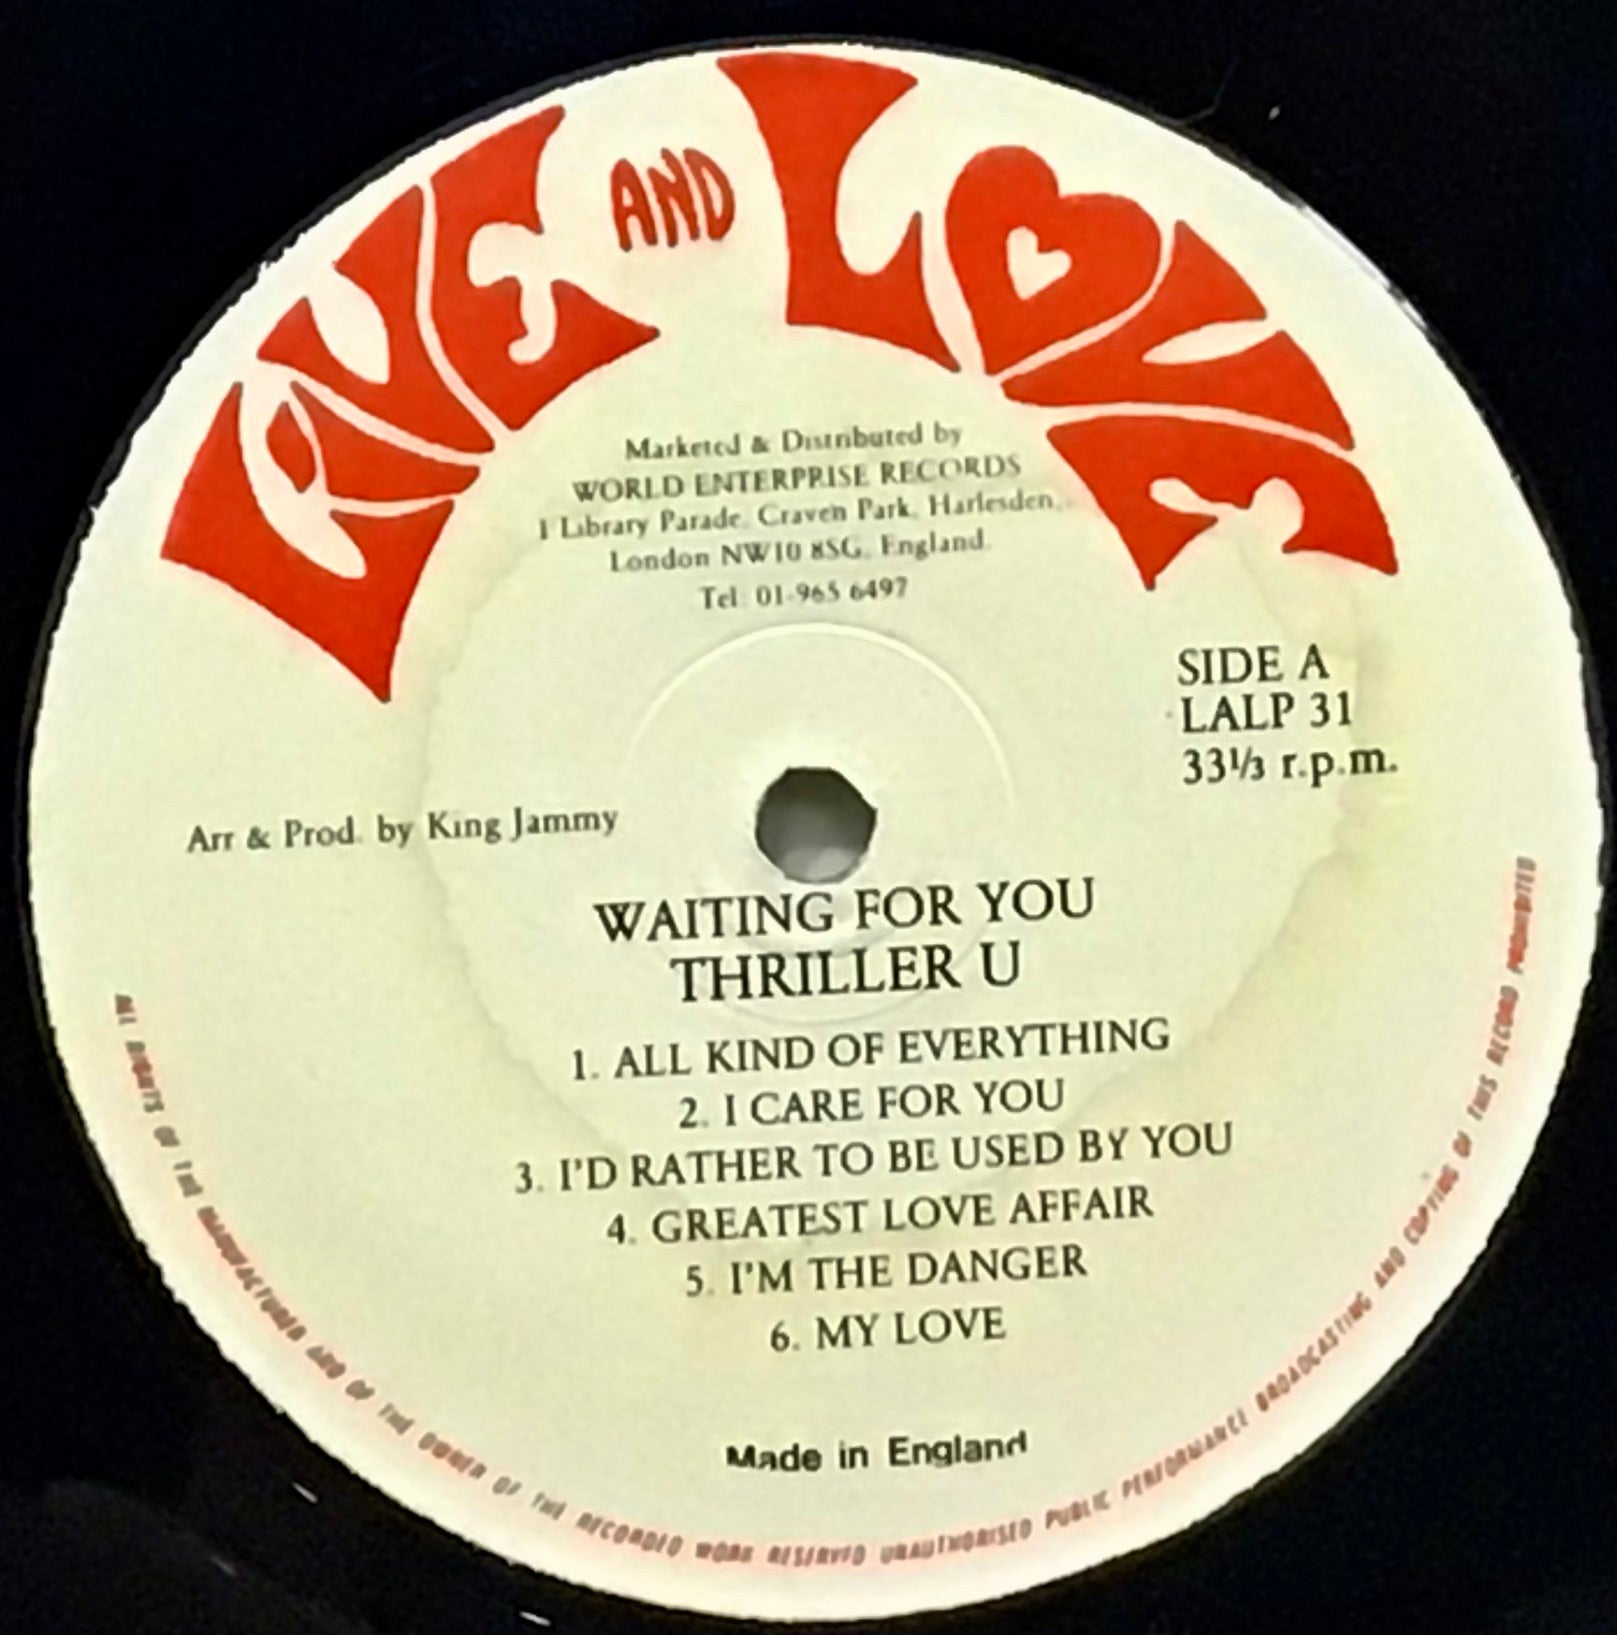 LIVE AND LOVE
Marketed & Distributed by
WORLD ENTERPRISE RECORDS
1 Library Parade, Craven Park, Harlesden,
London NW10 8SG, England.
Tel: 01-965 6497
SIDE A
LALP 31
33⅓ r.p.m.
Arr & Prod. by King Jammy
WAITING FOR YOU
THRILLER U
1. ALL KIND OF EVERYTHING
2. I CARE FOR YOU
3. I'D RATHER TO BE USED BY YOU
4. GREATEST LOVE AFFAIR
5. I'M THE DANGER
6. MY LOVE
Made in England
ALL RIGHTS OF THE MANUFACTURER AND OF THE OWNER OF THE RECORDED WORK RESERVED UNAUTHORISED PUBLIC PERFORMANCE BROADCASTING AND COPYING OF THIS RECORD PROHIBITED